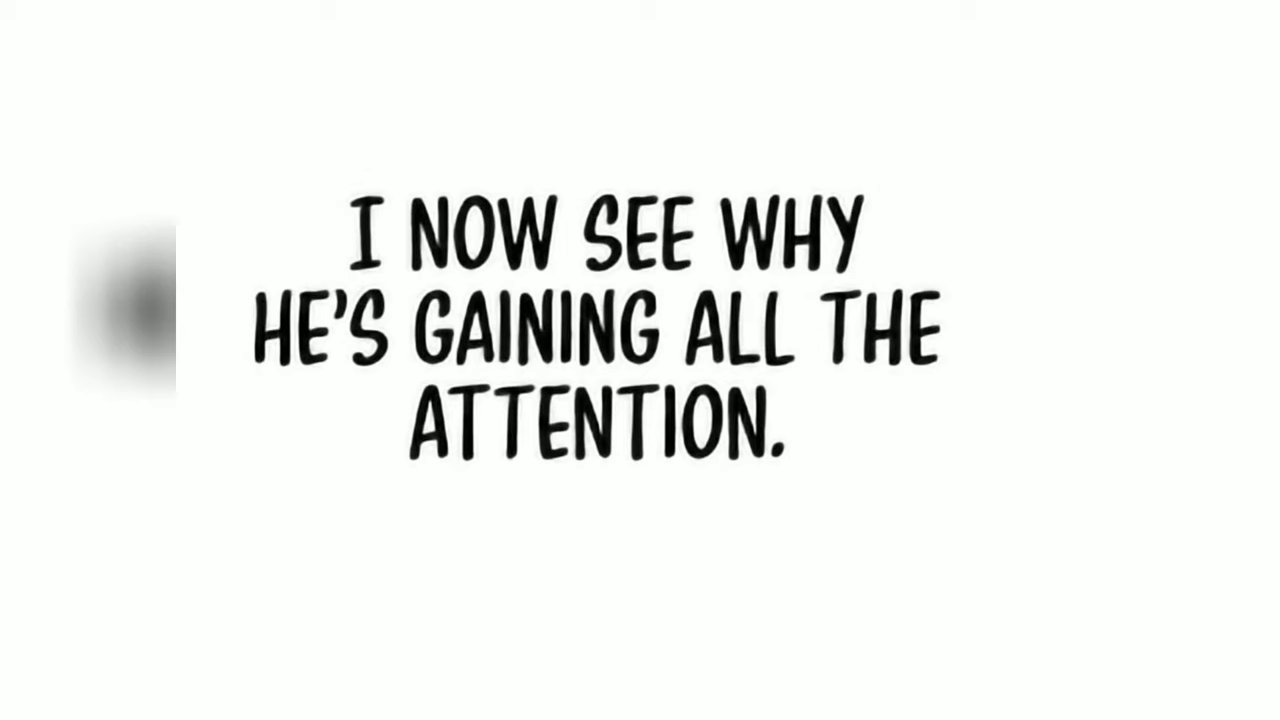 I NOW SEE WHY
HE'S GAINING ALL THE
ATTENTION.